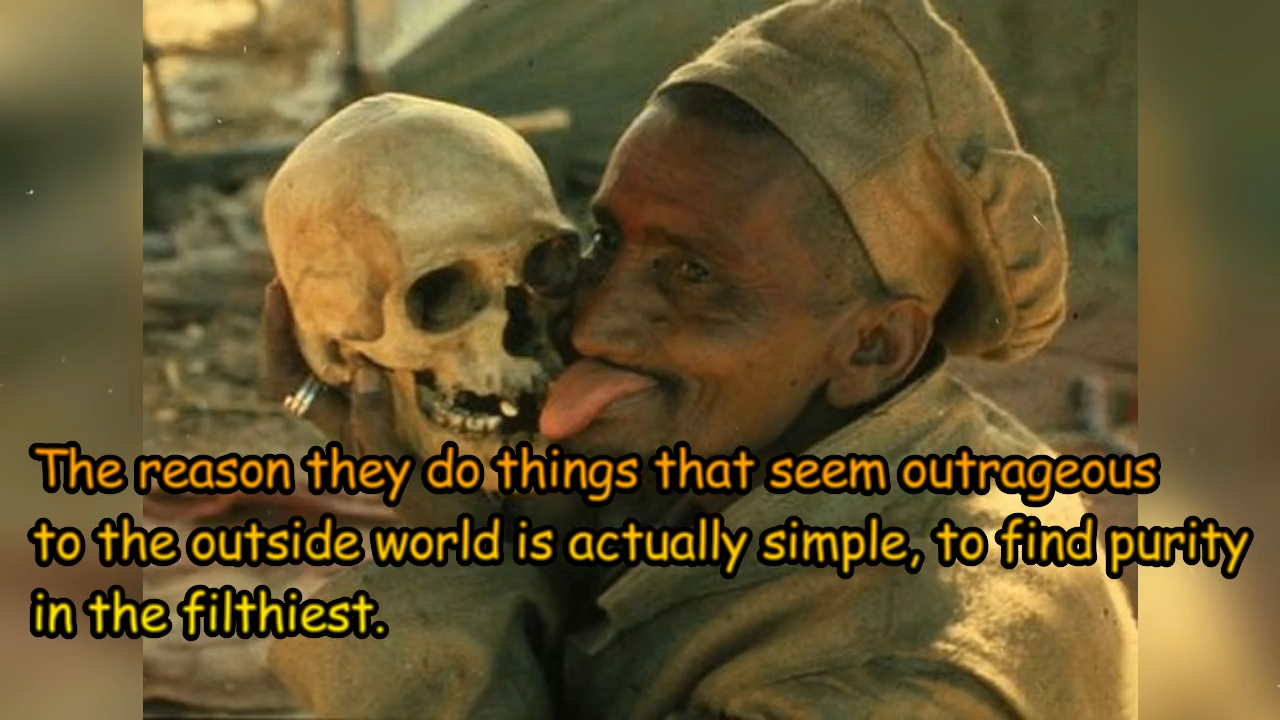 The reason they do things that seem outrageous
to the outside world is actually simple, to find purity
in the filthiest.